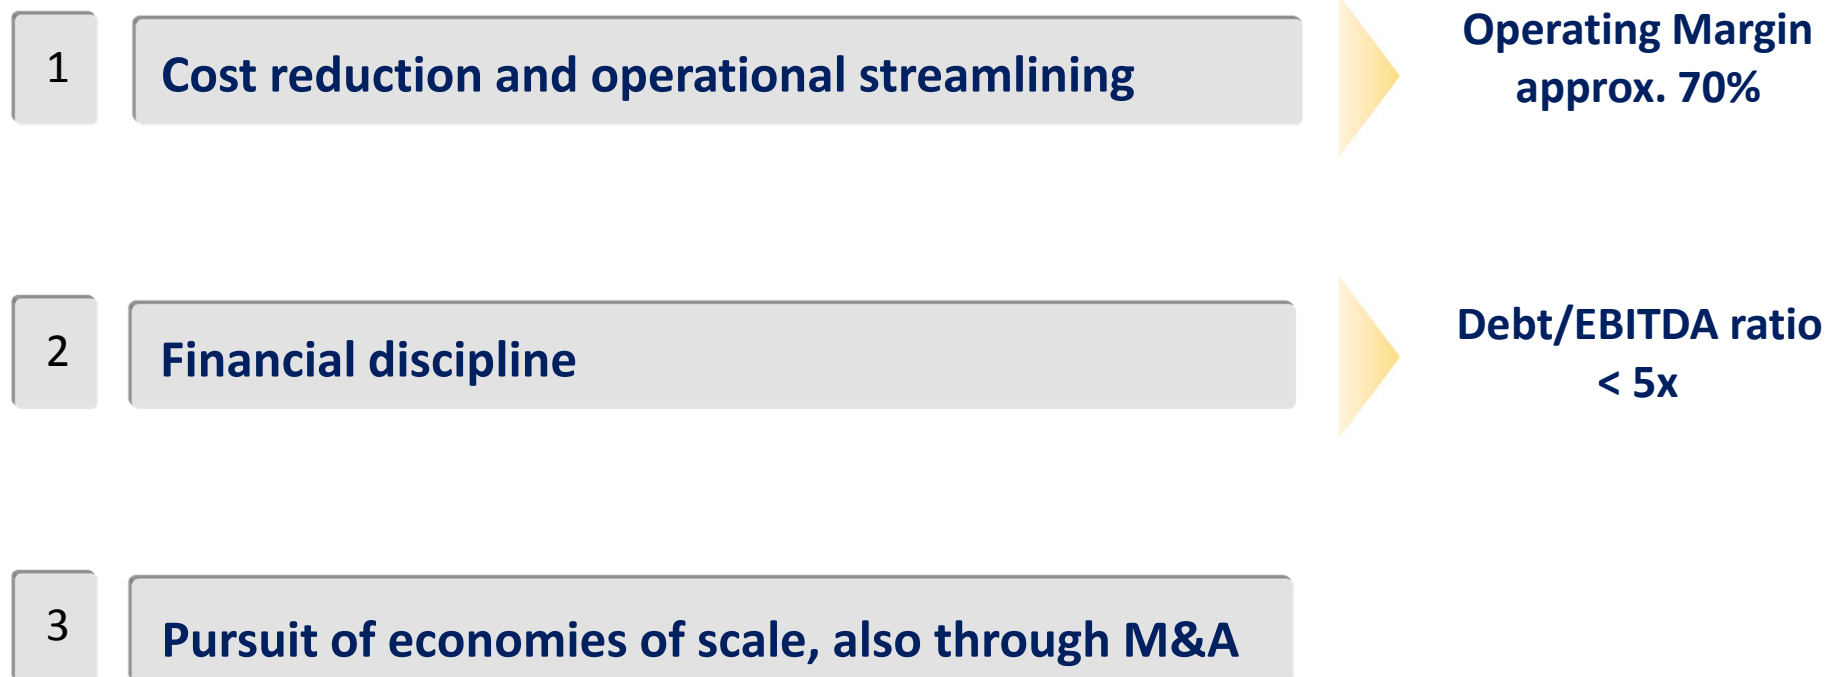 1
Cost reduction and operational streamlining
Operating Margin
approx. 70%
2
Financial discipline
Debt/EBITDA ratio
< 5x
3
Pursuit of economies of scale, also through M&A